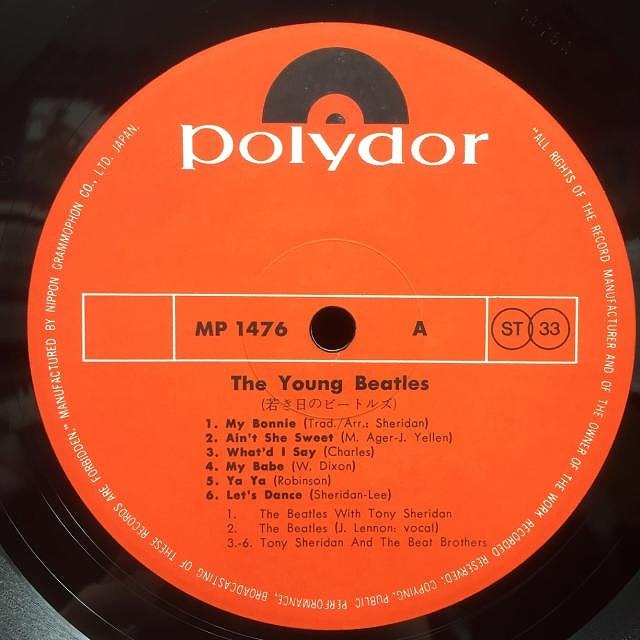 polydor
MP 1476
A
ST 33
The Young Beatles
(若き日のビートルズ)
1. My Bonnie (Trad./Arr.: Sheridan)
2. Ain't She Sweet (M. Ager-J. Yellen)
3. What'd I Say (Charles)
4. My Babe (W. Dixon)
5. Ya Ya (Robinson)
6. Let's Dance (Sheridan-Lee)
1. The Beatles With Tony Sheridan
2. The Beatles (J. Lennon: vocal)
3.-6. Tony Sheridan And The Beat Brothers
"ALL RIGHTS OF THE RECORD MANUFACTURER AND OF THE OWNER OF THE WORK RECORDED RESERVED; COPYING, PUBLIC PERFORMANCE, BROADCASTING OF THESE RECORDS ARE FORBIDDEN." MANUFACTURED BY NIPPON GRAMMOPHON CO., LTD. JAPAN.